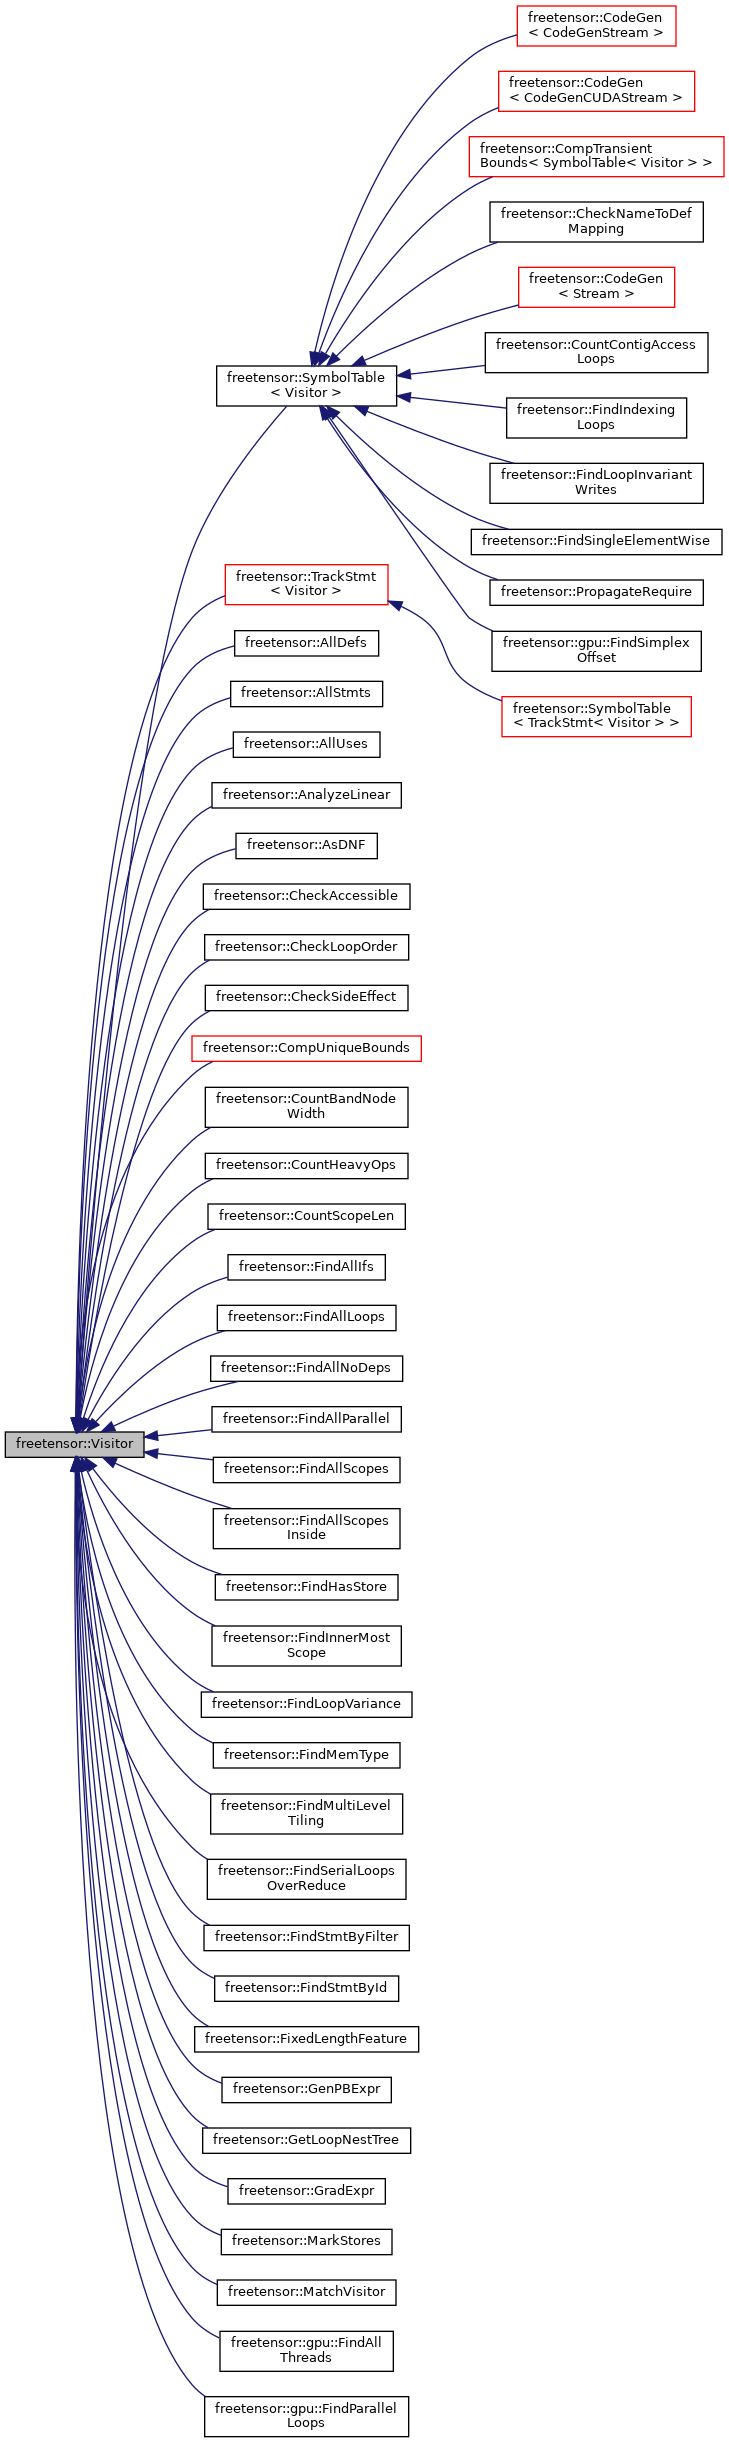 freetensor::CodeGen
< CodeGenStream >
freetensor::CodeGen
< CodeGenCUDAStream >
freetensor::CompTransient
Bounds< SymbolTable< Visitor > >
freetensor::CheckNameToDef
Mapping
freetensor::CodeGen
< Stream >
freetensor::CountContigAccess
Loops
freetensor::SymbolTable
< Visitor >
freetensor::FindIndexing
Loops
freetensor::FindLoopInvariant
Writes
freetensor::FindSingleElementWise
freetensor::TrackStmt
< Visitor >
freetensor::PropagateRequire
freetensor::gpu::FindSimplex
Offset
freetensor::AllDefs
freetensor::AllStmts
freetensor::SymbolTable
< TrackStmt< Visitor > >
freetensor::AllUses
freetensor::AnalyzeLinear
freetensor::AsDNF
freetensor::CheckAccessible
freetensor::CheckLoopOrder
freetensor::CheckSideEffect
freetensor::CompUniqueBounds
freetensor::CountBandNode
Width
freetensor::CountHeavyOps
freetensor::CountScopeLen
freetensor::FindAllIfs
freetensor::FindAllLoops
freetensor::FindAllNoDeps
freetensor::FindAllParallel
freetensor::Visitor
freetensor::FindAllScopes
freetensor::FindAllScopes
Inside
freetensor::FindHasStore
freetensor::FindInnerMost
Scope
freetensor::FindLoopVariance
freetensor::FindMemType
freetensor::FindMultiLevel
Tiling
freetensor::FindSerialLoops
OverReduce
freetensor::FindStmtByFilter
freetensor::FindStmtById
freetensor::FixedLengthFeature
freetensor::GenPBExpr
freetensor::GetLoopNestTree
freetensor::GradExpr
freetensor::MarkStores
freetensor::MatchVisitor
freetensor::gpu::FindAll
Threads
freetensor::gpu::FindParallel
Loops